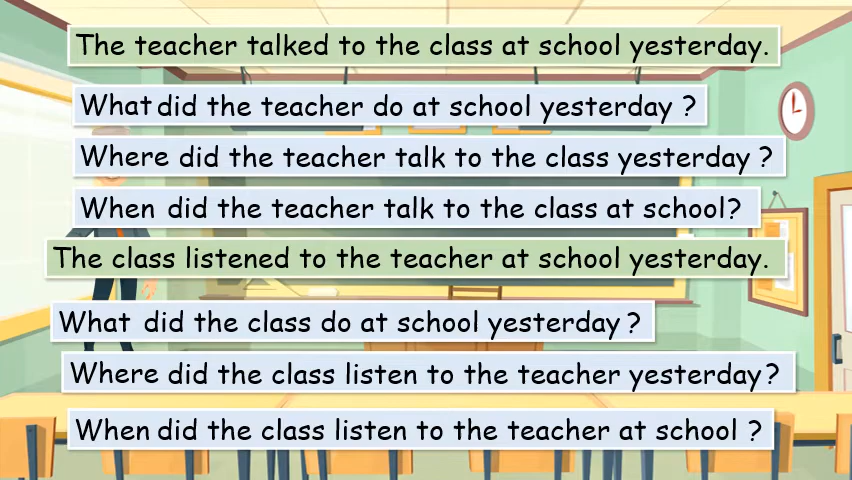 The teacher talked to the class at school yesterday.
What did the teacher do at school yesterday ?
Where did the teacher talk to the class yesterday ?
When did the teacher talk to the class at school?
The class listened to the teacher at school yesterday.
What did the class do at school yesterday ?
Where did the class listen to the teacher yesterday?
When did the class listen to the teacher at school ?